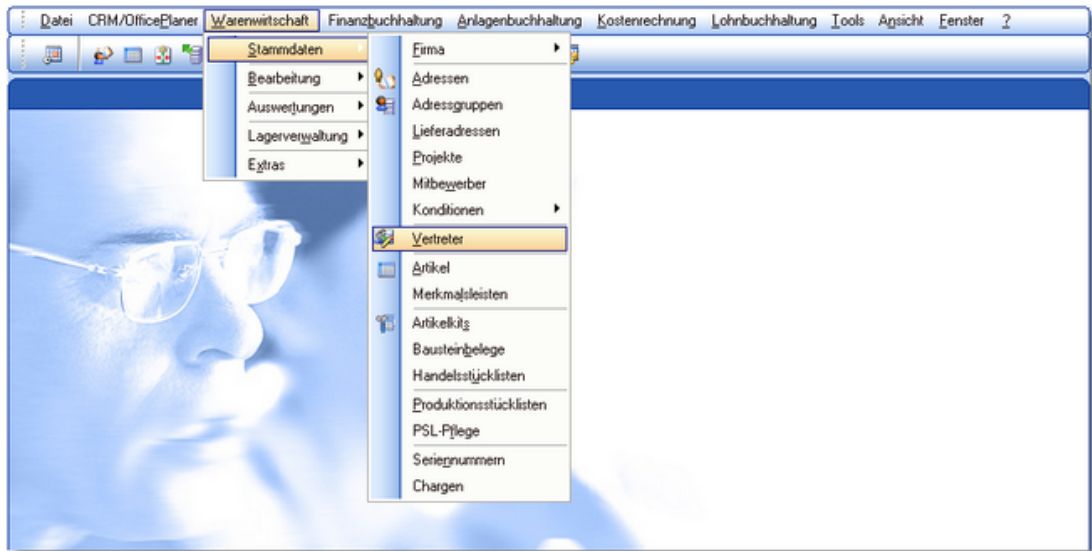 Datei CRM/OfficePlaner Warenwirtschaft Finanzbuchhaltung Anlagenbuchhaltung Kostenrechnung Lohnbuchhaltung Tools Ansicht Fenster ?
Stammdaten
Bearbeitung
Auswertungen
Lagerverwaltung
Extras
Firma
Adressen
Adressgruppen
Lieferadressen
Projekte
Mitbewerber
Konditionen
Vertreter
Artikel
Merkmalsleisten
Artikelkits
Bausteinbelege
Handelsstücklisten
Produktionsstücklisten
PSL-Pflege
Seriennummern
Chargen